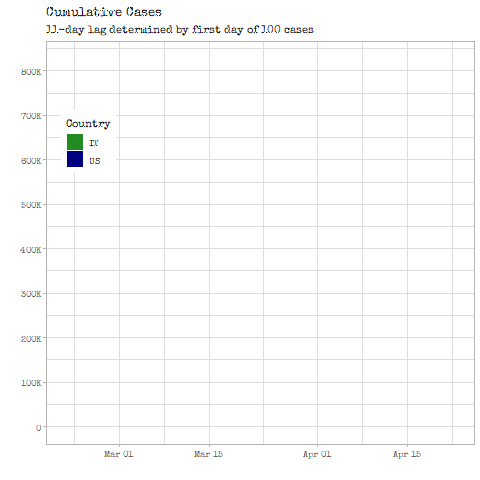 Cumulative Cases
11-day lag determined by first day of 100 cases
800K
700K
Country
IT
600K
US
500K
400K
300K
200K
100K
0
Mar 01 Mar 15 Apr 01 Apr 15